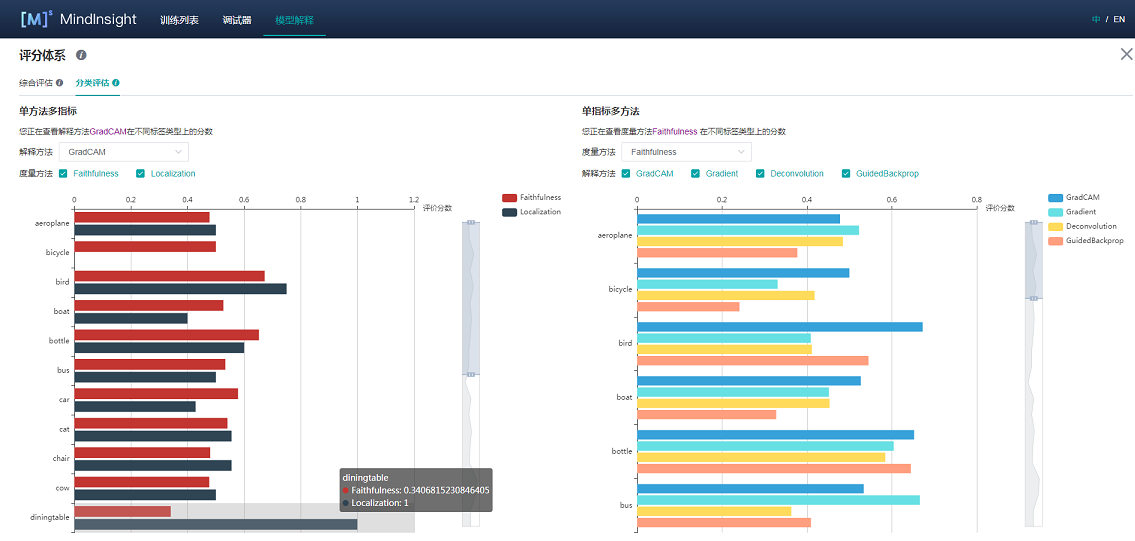 [M]s MindInsight 训练列表 调试器 模型解释 中 / EN
评分体系
综合评估 分类评估
单方法多指标
您正在查看解释方法GradCAM在不同标签类型上的分数
解释方法 GradCAM
度量方法 Faithfulness Localization
0 0.2 0.4 0.6 0.8 1 1.2
评价分数
Faithfulness
Localization
aeroplane
bicycle
bird
boat
bottle
bus
car
cat
chair
cow
diningtable
diningtable
Faithfulness: 0.3406815230846405
Localization: 1
单指标多方法
您正在查看度量方法Faithfulness 在不同标签类型上的分数
度量方法 Faithfulness
解释方法 GradCAM Gradient Deconvolution GuidedBackprop
0 0.2 0.4 0.6 0.8
评价分数
GradCAM
Gradient
Deconvolution
GuidedBackprop
aeroplane
bicycle
bird
boat
bottle
bus